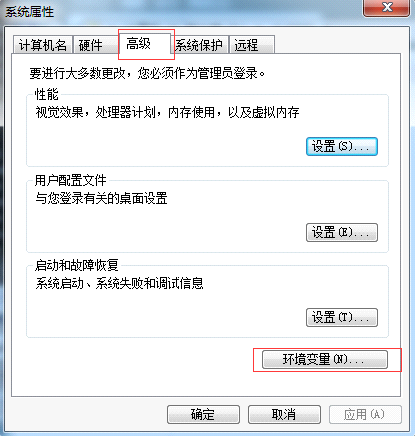 系统属性
计算机名 硬件 高级 系统保护 远程
要进行大多数更改，您必须作为管理员登录。
性能
视觉效果，处理器计划，内存使用，以及虚拟内存
设置(S)...
用户配置文件
与您登录有关的桌面设置
设置(E)...
启动和故障恢复
系统启动、系统失败和调试信息
设置(T)...
环境变量(N)...
确定 取消 应用(A)